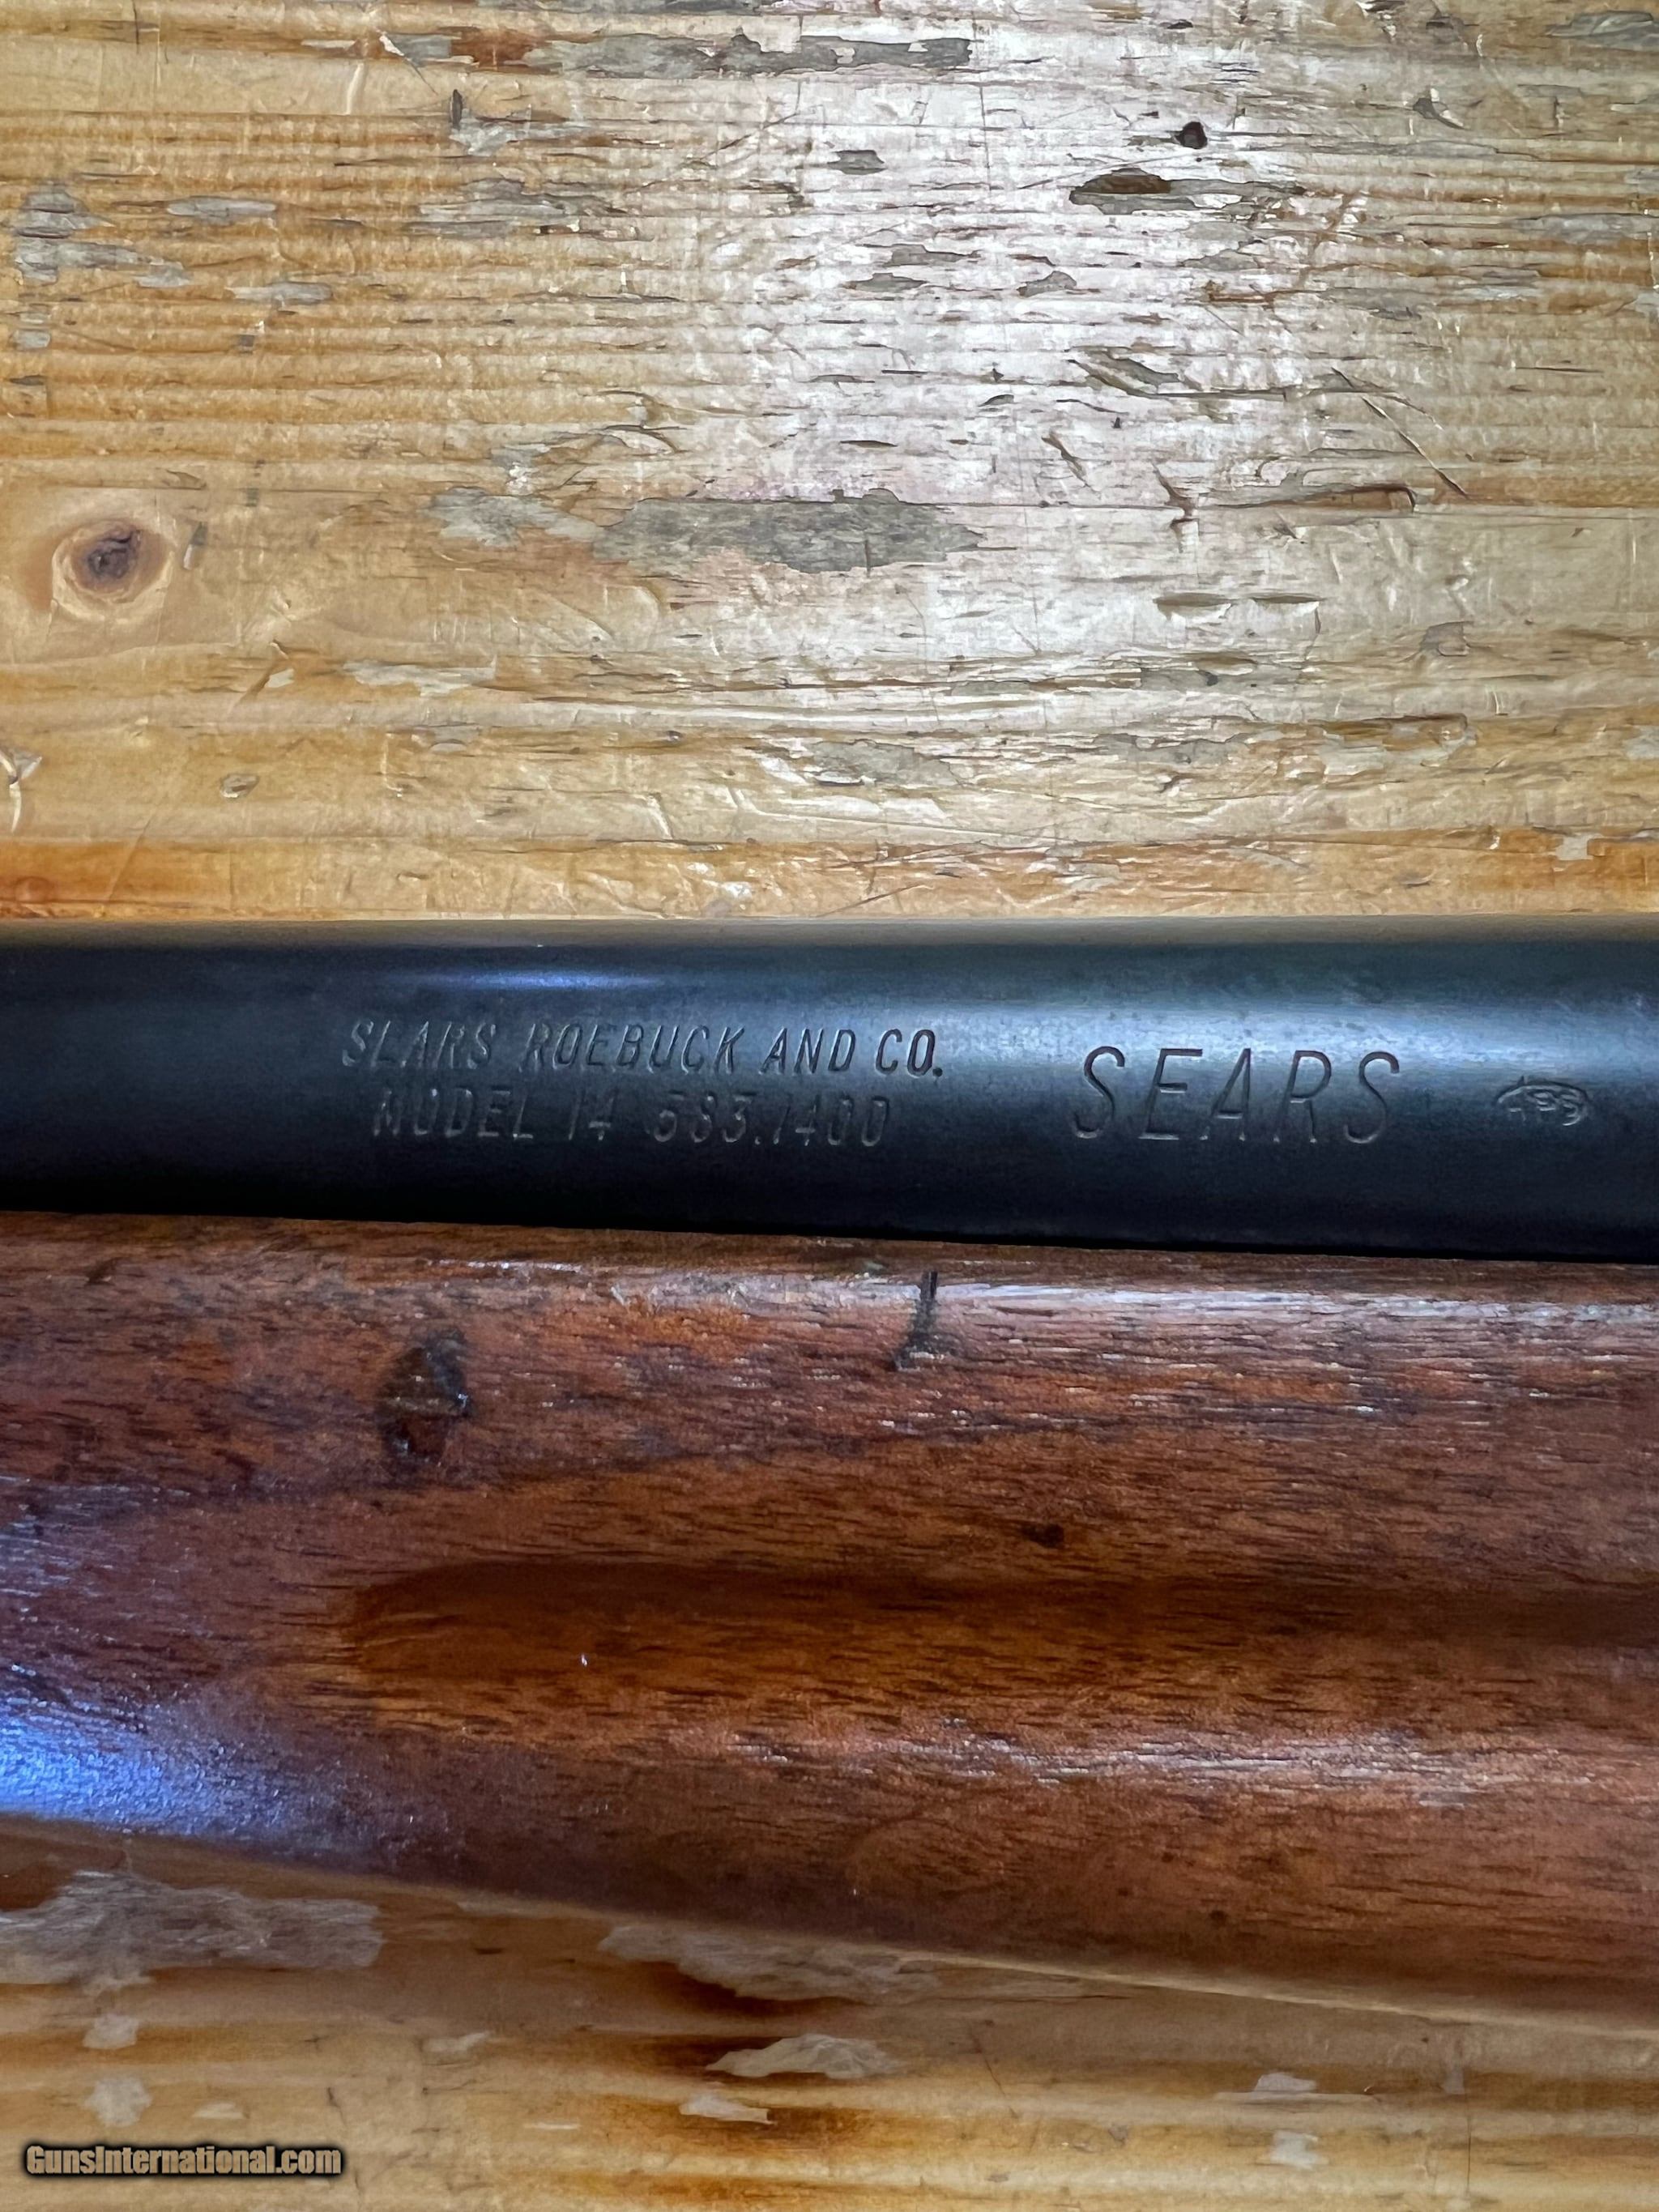 SEARS ROEBUCK AND CO.
MODEL 14 583.1400
SEARS
GunsInternational.com